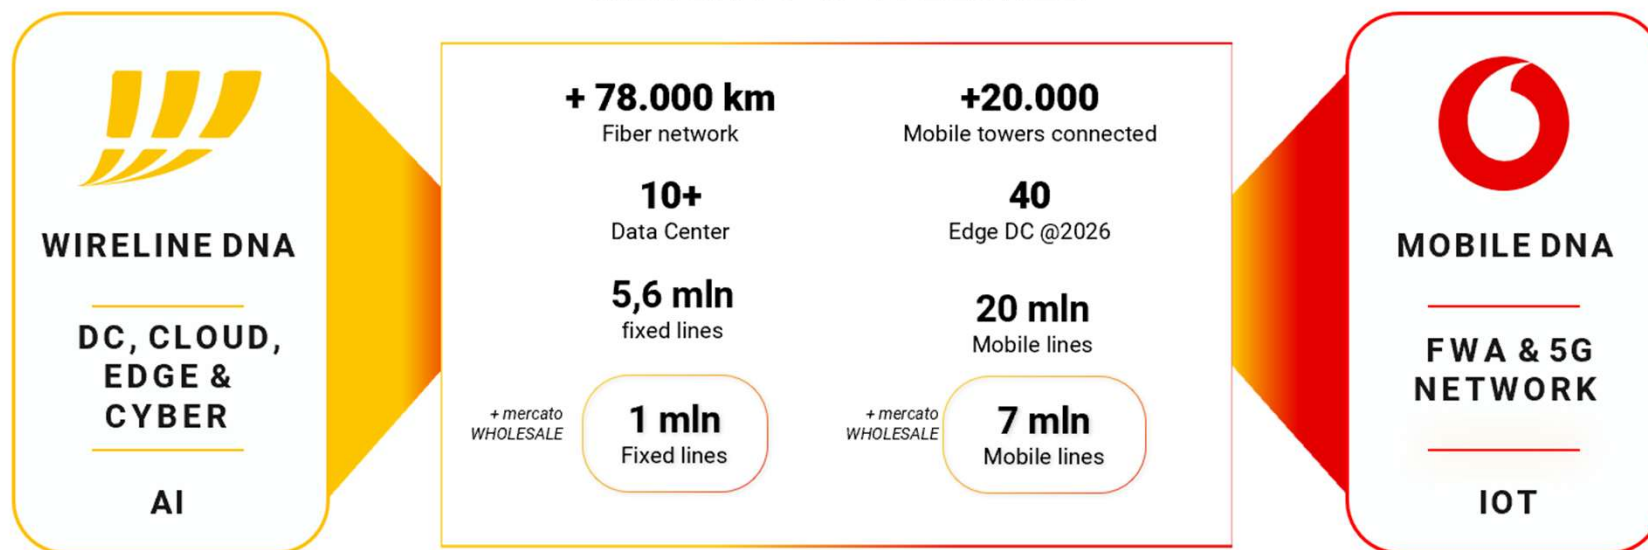 WIRELINE DNA
DC, CLOUD,
EDGE &
CYBER
AI
+ 78.000 km
Fiber network
10+
Data Center
5,6 mln
fixed lines
+ mercato
WHOLESALE
1 mln
Fixed lines
+20.000
Mobile towers connected
40
Edge DC @2026
20 mln
Mobile lines
+ mercato
WHOLESALE
7 mln
Mobile lines
MOBILE DNA
FWA & 5G
NETWORK
IOT